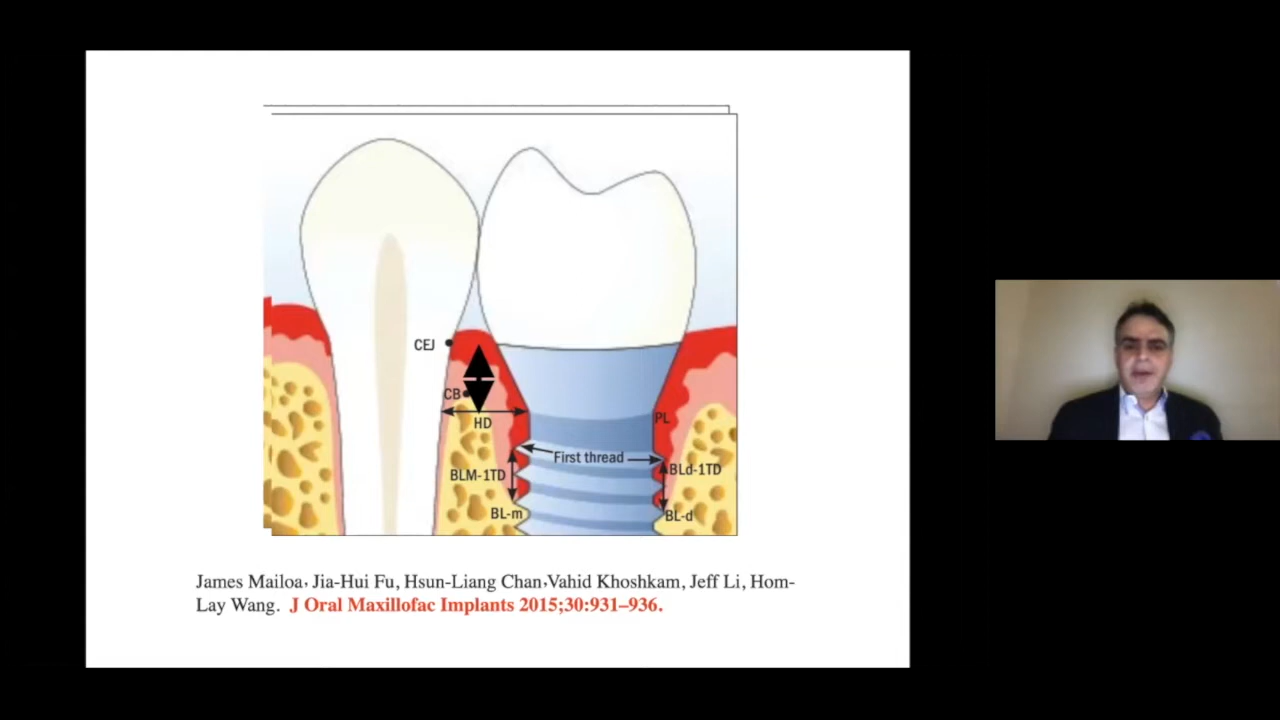 CEJ
CB
HD
PL
First thread
BLM-1TD
BLd-1TD
BL-m
BL-d
James Mailoa, Jia-Hui Fu, Hsun-Liang Chan,Vahid Khoshkam, Jeff Li, Hom-
Lay Wang. J Oral Maxillofac Implants 2015;30:931–936.